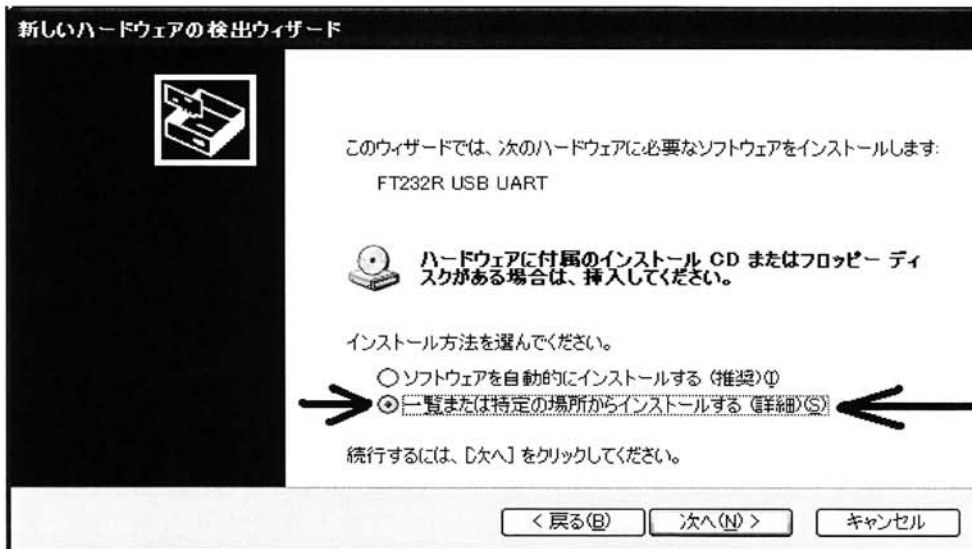 新しいハードウェアの検出ウィザード
このウィザードでは、次のハードウェアに必要なソフトウェアをインストールします:
FT232R USB UART
ハードウェアに付属のインストール CD またはフロッピー ディ
スクがある場合は、挿入してください。
インストール方法を選んでください。
ソフトウェアを自動的にインストールする (推奨)(I)
一覧または特定の場所からインストールする (詳細)(S)
続行するには、[次へ] をクリックしてください。
< 戻る(B) 次へ(N) > キャンセル